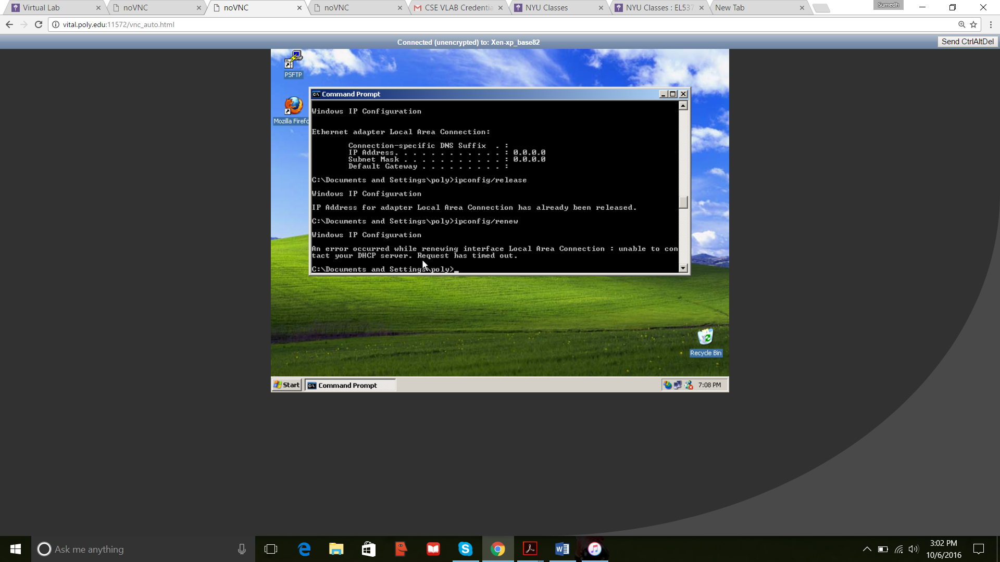 Virtual Lab
noVNC
noVNC
noVNC
CSE VLAB Credentia
NYU Classes
NYU Classes : EL537
New Tab
Sumedh
vital.poly.edu:11572/vnc_auto.html
Connected (unencrypted) to: Xen-xp_base82
Send CtrlAltDel
PSFTP
Mozilla Firefo
Command Prompt
Windows IP Configuration
Ethernet adapter Local Area Connection:
Connection-specific DNS Suffix  . :
IP Address. . . . . . . . . . . . : 0.0.0.0
Subnet Mask . . . . . . . . . . . : 0.0.0.0
Default Gateway . . . . . . . . . :
C:\Documents and Settings\poly>ipconfig/release
Windows IP Configuration
IP Address for adapter Local Area Connection has already been released.
C:\Documents and Settings\poly>ipconfig/renew
Windows IP Configuration
An error occurred while renewing interface Local Area Connection : unable to con
tact your DHCP server. Request has timed out.
C:\Documents and Settings\poly>_
Recycle Bin
Start
Command Prompt
7:08 PM
Ask me anything
3:02 PM
10/6/2016